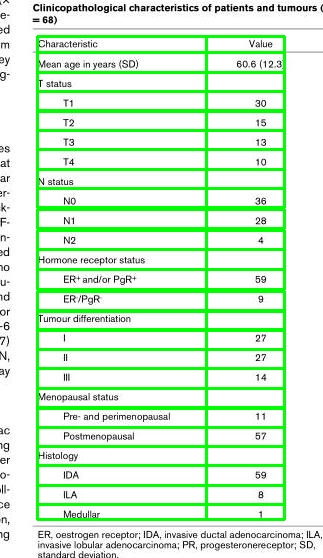 Clinicopathological characteristics of patients and tumours (
= 68)
Characteristic Value
Mean age in years (SD) 60.6 (12.3
T status
T1 30
T2 15
T3 13
T4 10
N status
N0 36
N1 28
N2 4
Hormone receptor status
ER+ and/or PgR+ 59
ER-/PgR- 9
Tumour differentiation
I 27
II 27
III 14
Menopausal status
Pre- and perimenopausal 11
Postmenopausal 57
Histology
IDA 59
ILA 8
Medullar 1
ER, oestrogen receptor; IDA, invasive ductal adenocarcinoma; ILA,
invasive lobular adenocarcinoma; PR, progesteronereceptor; SD,
standard deviation.